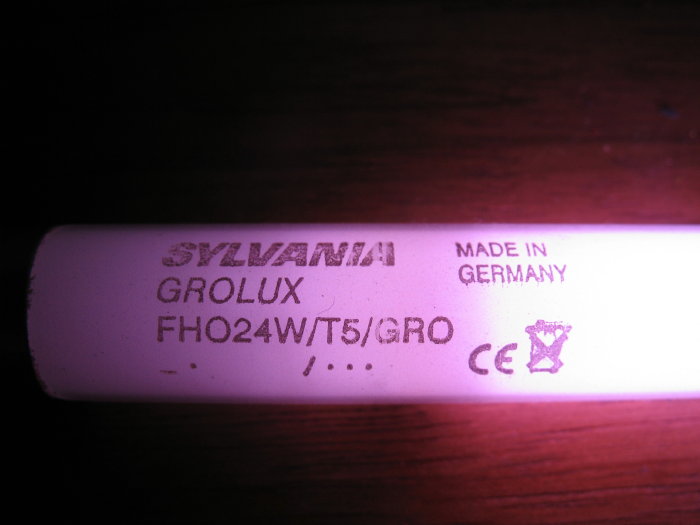 SYLVANIA
GROLUX
FHO24W/T5/GRO
MADE IN
GERMANY
CE